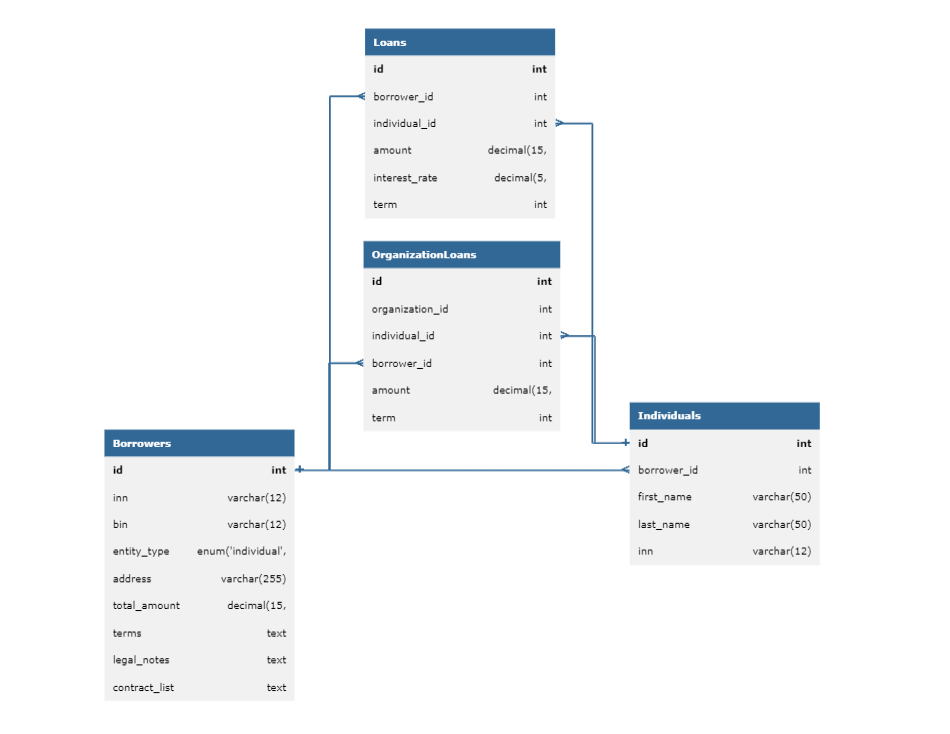 Loans
id int
borrower_id int
individual_id int
amount decimal(15,
interest_rate decimal(5,
term int
OrganizationLoans
id int
organization_id int
individual_id int
borrower_id int
amount decimal(15,
term int
Borrowers
id int
inn varchar(12)
bin varchar(12)
entity_type enum('individual',
address varchar(255)
total_amount decimal(15,
terms text
legal_notes text
contract_list text
Individuals
id int
borrower_id int
first_name varchar(50)
last_name varchar(50)
inn varchar(12)